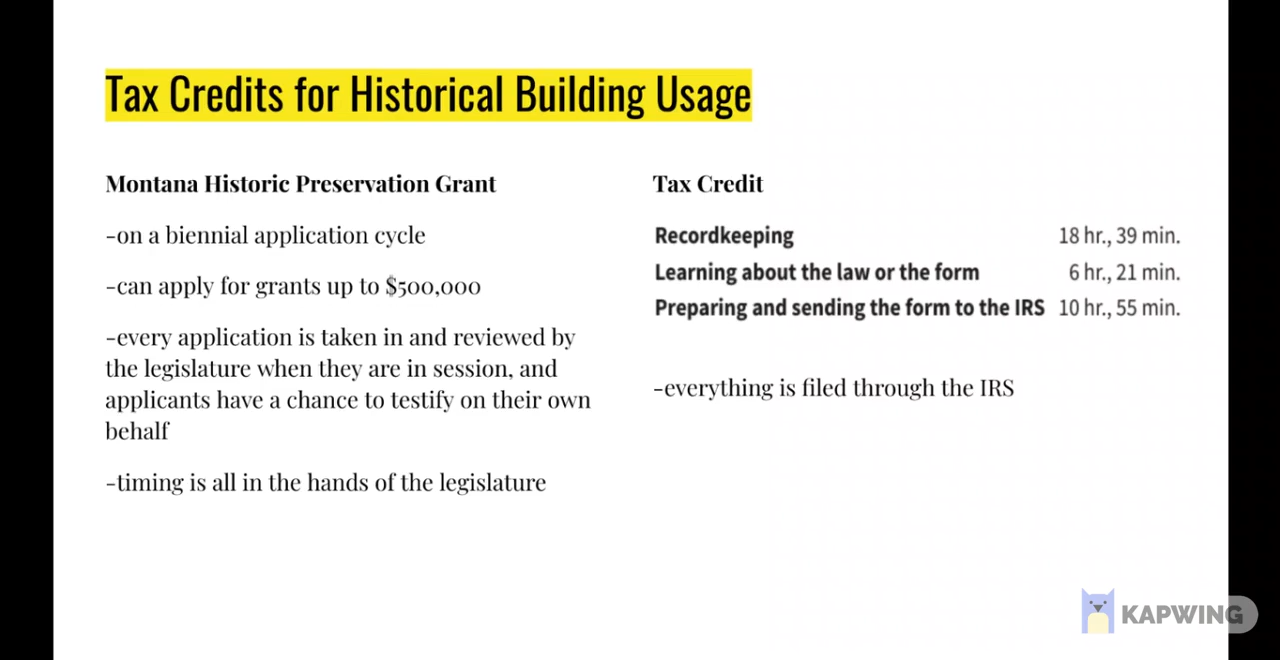 Tax Credits for Historical Building Usage
Montana Historic Preservation Grant
-on a biennial application cycle
-can apply for grants up to $500,000
-every application is taken in and reviewed by
the legislature when they are in session, and
applicants have a chance to testify on their own
behalf
-timing is all in the hands of the legislature
Tax Credit
Recordkeeping 18 hr., 39 min.
Learning about the law or the form 6 hr., 21 min.
Preparing and sending the form to the IRS 10 hr., 55 min.
-everything is filed through the IRS
KAPWING